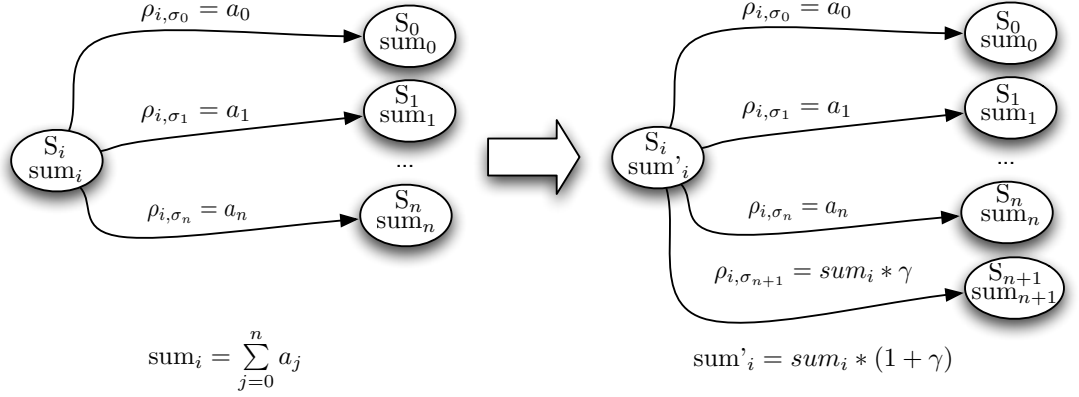 ρ_{i,σ_0} = a_0
S_0
sum_0
ρ_{i,σ_1} = a_1
S_1
sum_1
S_i
sum_i
...
ρ_{i,σ_n} = a_n
S_n
sum_n
sum_i = \sum_{j=0}^{n} a_j
ρ_{i,σ_0} = a_0
S_0
sum_0
ρ_{i,σ_1} = a_1
S_1
sum_1
S_i
sum'_i
...
ρ_{i,σ_n} = a_n
S_n
sum_n
ρ_{i,σ_{n+1}} = sum_i * γ
S_{n+1}
sum_{n+1}
sum'_i = sum_i * (1 + γ)